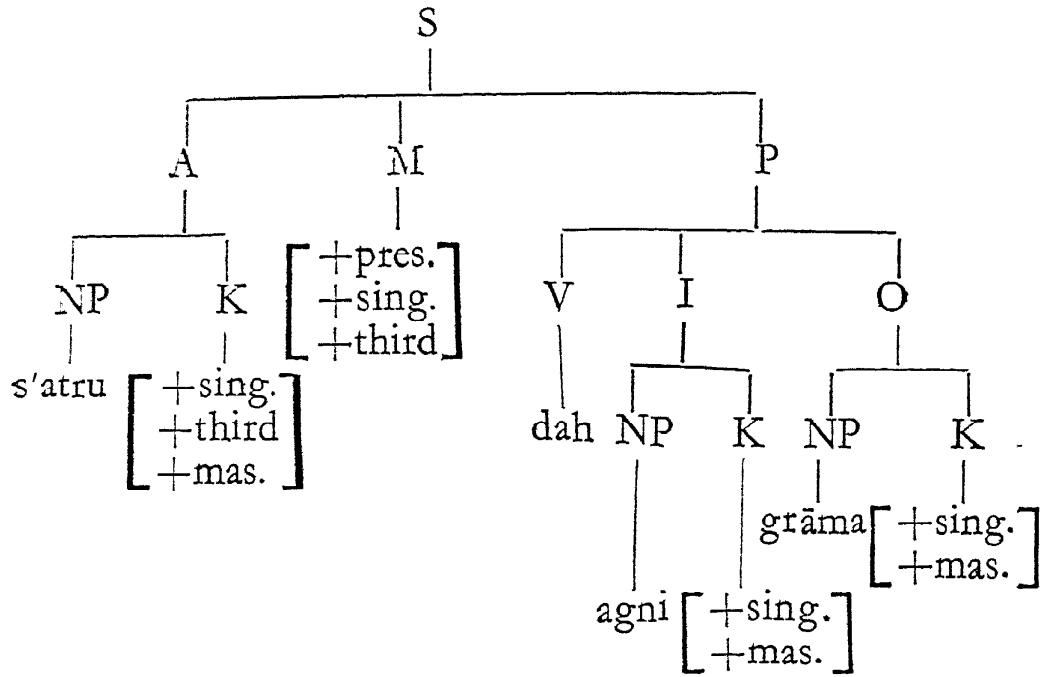 S
A M P
+pres.
NP K +sing. V I O
+third
s'atru +sing.
+third dah NP K NP K
+mas.
grāma +sing.
+mas.
agni +sing.
+mas.